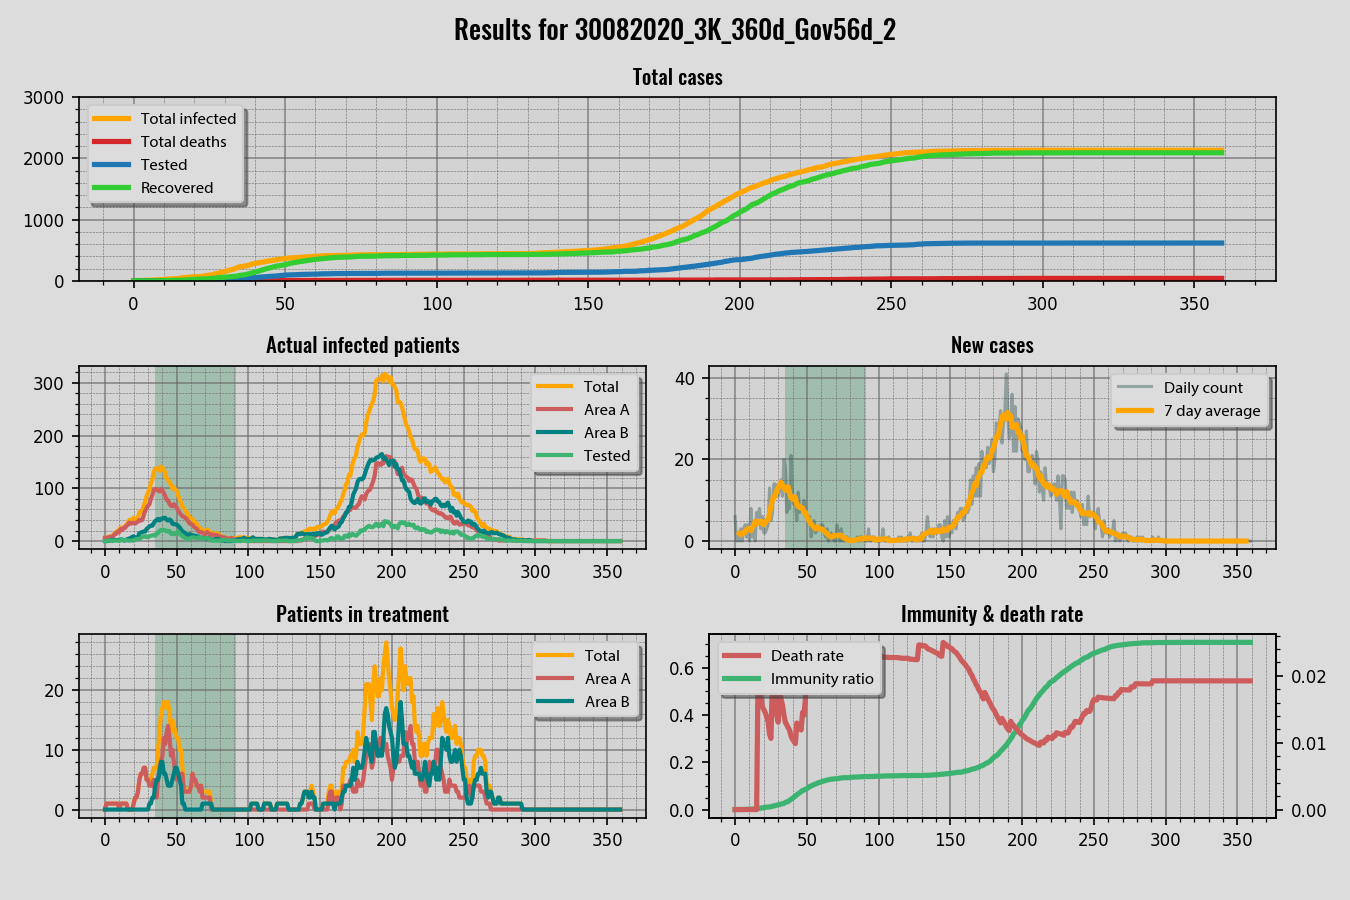 Results for 30082020_3K_360d_Gov56d_2
Total cases
3000
2000
1000
0
Total infected
Total deaths
Tested
Recovered
0 50 100 150 200 250 300 350
Actual infected patients
300
200
100
0
Total
Area A
Area B
Tested
0 50 100 150 200 250 300 350
New cases
40
20
0
Daily count
7 day average
0 50 100 150 200 250 300 350
Patients in treatment
20
10
0
Total
Area A
Area B
0 50 100 150 200 250 300 350
Immunity & death rate
0.6
0.4
0.2
0.0
Death rate
Immunity ratio
0.02
0.01
0.00
0 50 100 150 200 250 300 350